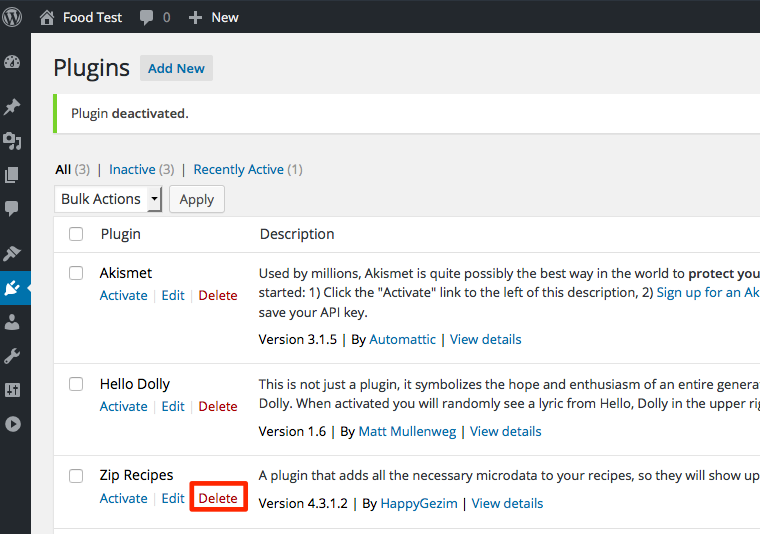 Food Test 0 New
Plugins Add New
Plugin deactivated.
All (3) | Inactive (3) | Recently Active (1)
Bulk Actions Apply
Plugin Description
Akismet
Activate | Edit | Delete
Used by millions, Akismet is quite possibly the best way in the world to protect you
started: 1) Click the "Activate" link to the left of this description, 2) Sign up for an Ak
save your API key.
Version 3.1.5 | By Automattic | View details
Hello Dolly
Activate | Edit | Delete
This is not just a plugin, it symbolizes the hope and enthusiasm of an entire genera
Dolly. When activated you will randomly see a lyric from Hello, Dolly in the upper rig
Version 1.6 | By Matt Mullenweg | View details
Zip Recipes
Activate | Edit | Delete
A plugin that adds all the necessary microdata to your recipes, so they will show up
Version 4.3.1.2 | By HappyGezim | View details